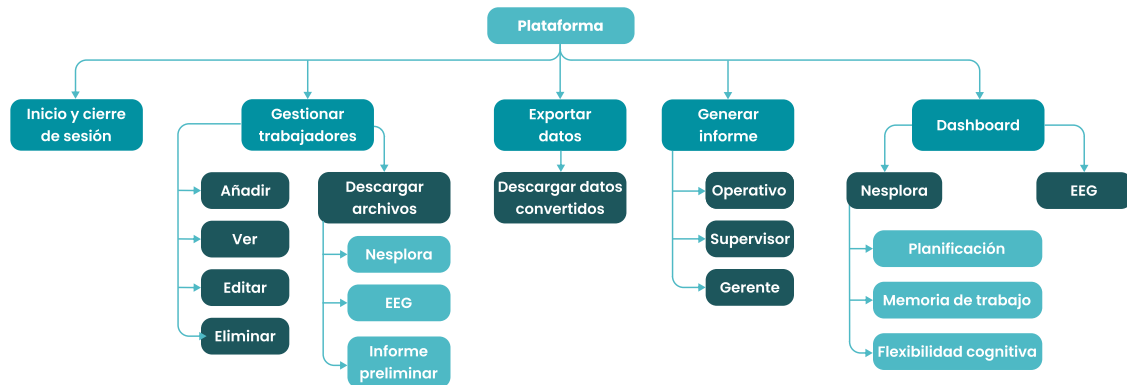 Plataforma
Inicio y cierre
de sesión
Gestionar
trabajadores
Exportar
datos
Generar
informe
Dashboard
Añadir
Ver
Editar
Eliminar
Descargar
archivos
Nesplora
EEG
Informe
preliminar
Descargar datos
convertidos
Operativo
Supervisor
Gerente
Nesplora
EEG
Planificación
Memoria de trabajo
Flexibilidad cognitiva